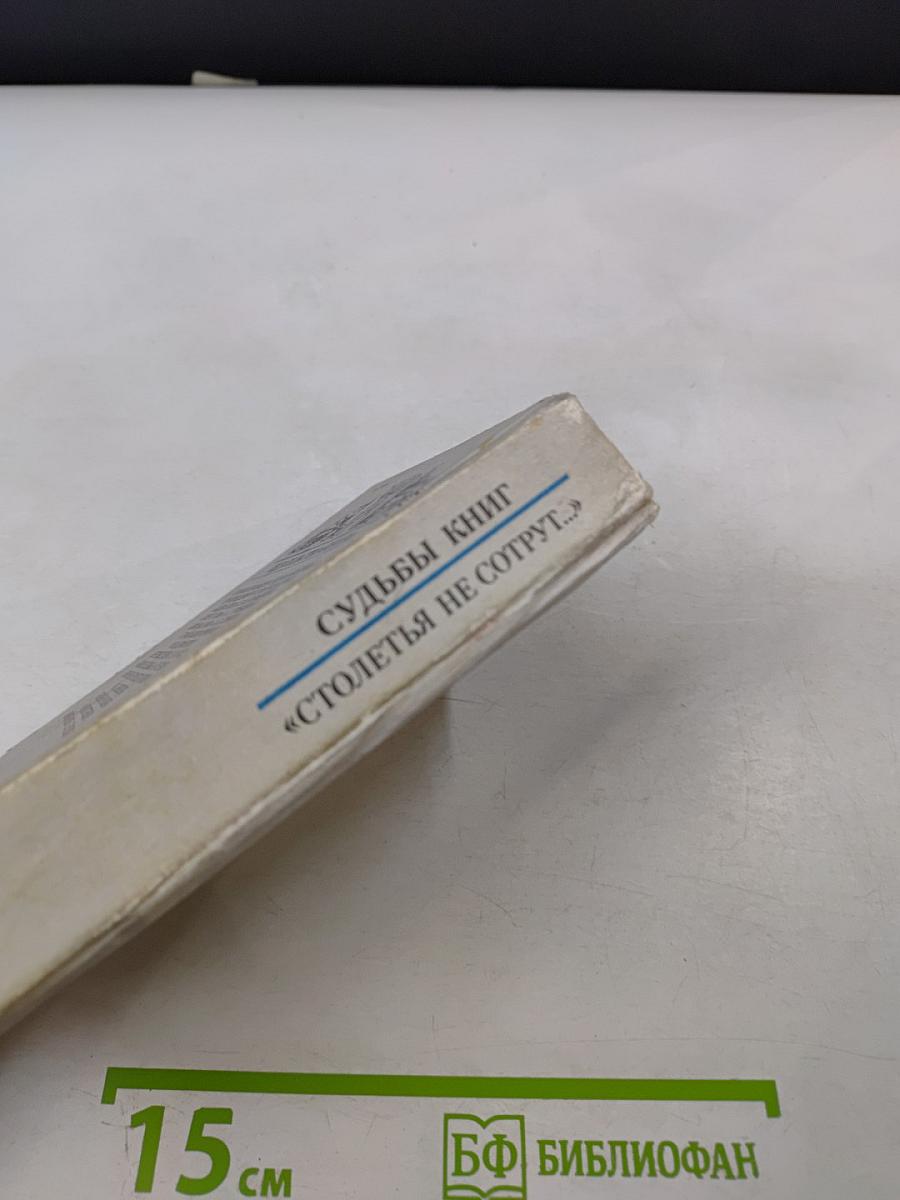 СУДЬБЫ КНИГ
«СТОЛЕТЬЯ НЕ СОТРУТ...»
15 см
БФ БИБЛИОФАН